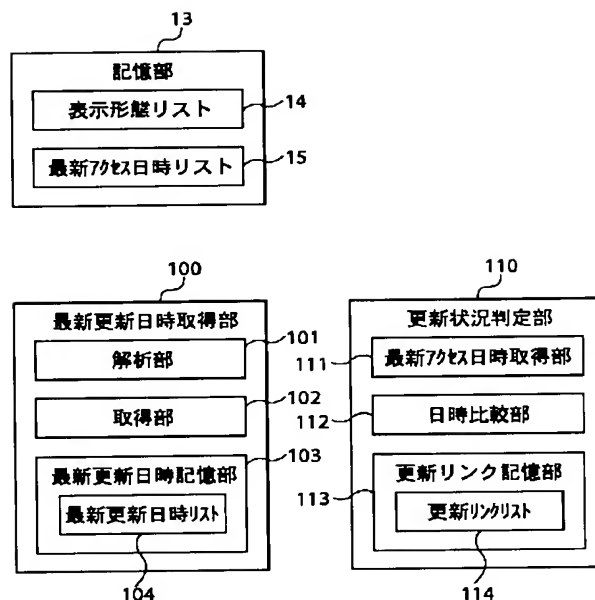 13
記憶部
表示形態リスト
14
最新アクセス日時リスト
15
100
最新更新日時取得部
101
解析部
102
取得部
103
最新更新日時記憶部
最新更新日時リスト
104
110
更新状況判定部
111
最新アクセス日時取得部
112
日時比較部
113
更新リンク記憶部
更新リンクリスト
114